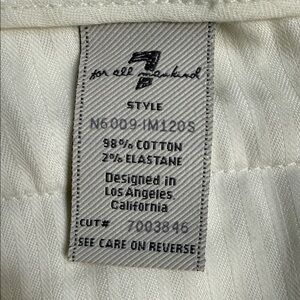 7
for all mankind
STYLE
N6009-IM120S
98% COTTON
2% ELASTANE
Designed in
Los Angeles
California
CUT# 7003846
SEE CARE ON REVERSE